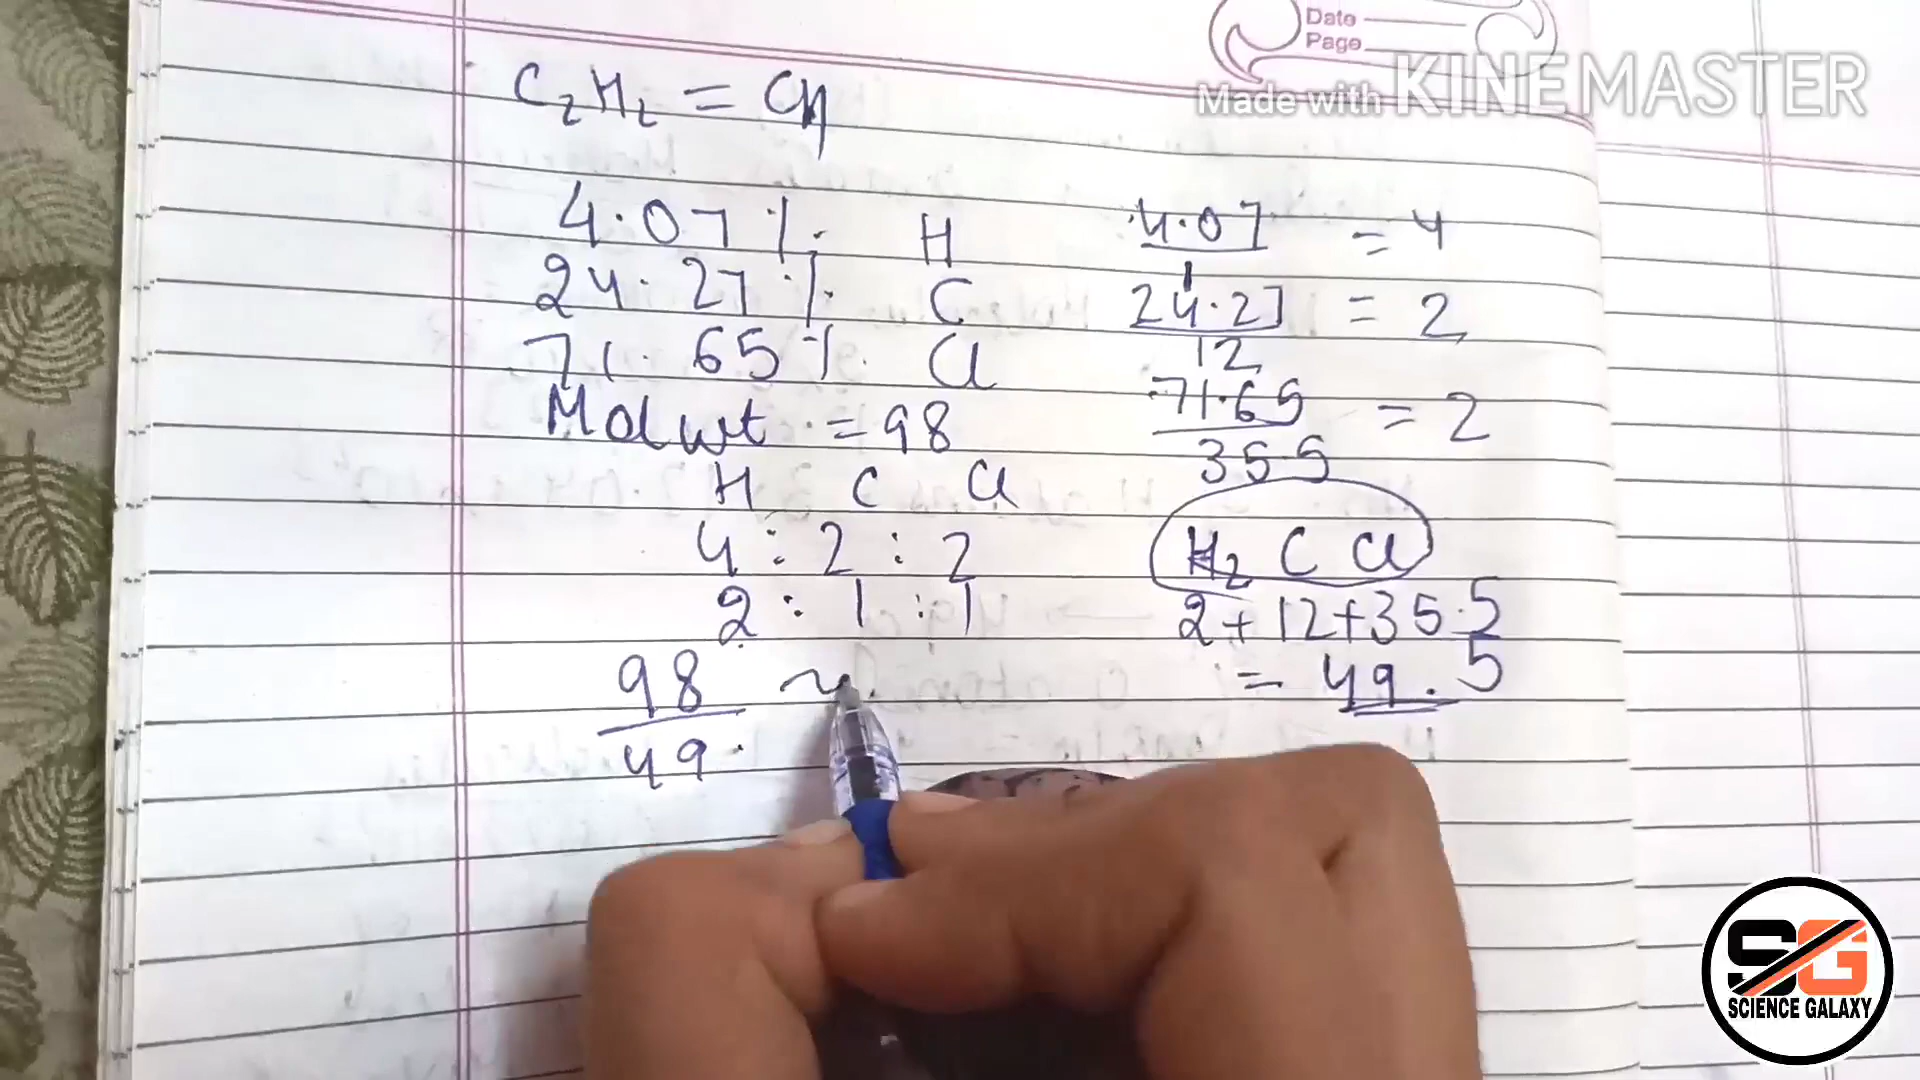 Date
Page
Made with KINEMASTER
C2H2 = CH
4.07 % H
24.27 % C
71.65 % Cl
Mol wt = 98
H C Cl
4 : 2 : 2
2 : 1 : 1
98
49
4.07 = 4
1
24.27 = 2
12
71.65 = 2
35.5
H2 C Cl
2 + 12 + 35.5
= 49.5
SG
SCIENCE GALAXY